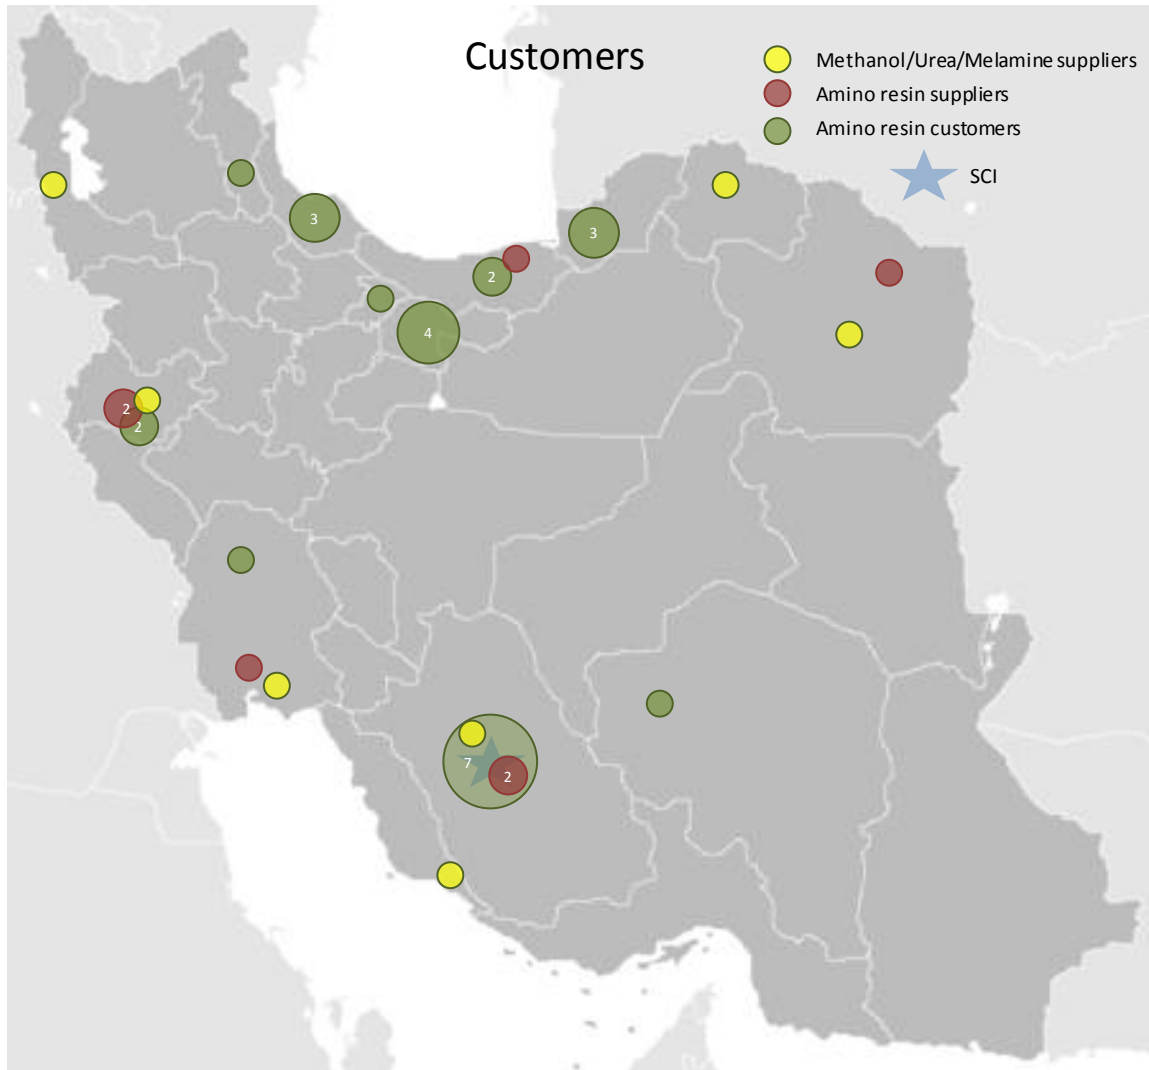 Customers
Methanol/Urea/Melamine suppliers
Amino resin suppliers
Amino resin customers
SCI
3
3
2
4
2
2
7
2